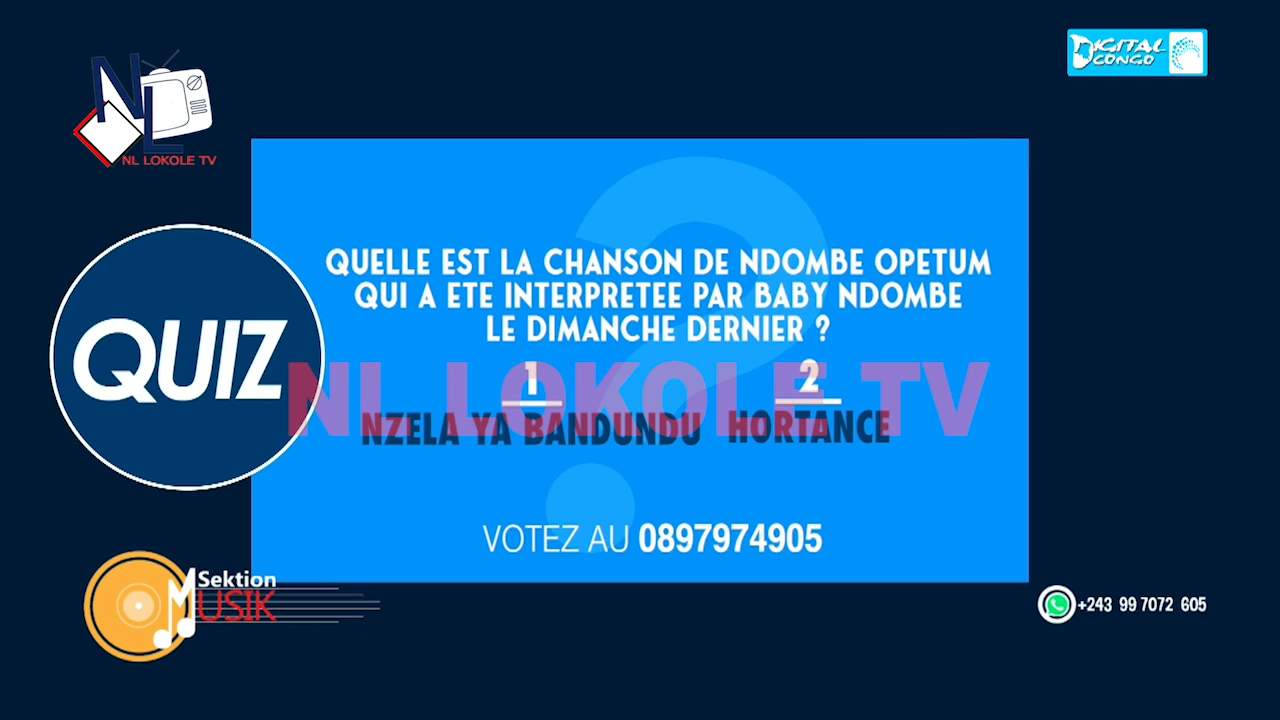 DIGITAL
CONGO
NL
NL LOKOLE TV
QUELLE EST LA CHANSON DE NDOMBE OPETUM
QUI A ETE INTERPRETEE PAR BABY NDOMBE
LE DIMANCHE DERNIER ?
QUIZ
1 2
NL LOKOLE TV
NZELA YA BANDUNDU HORTANCE
VOTEZ AU 0897974905
Sektion
MUSIK
+243 99 7072 605